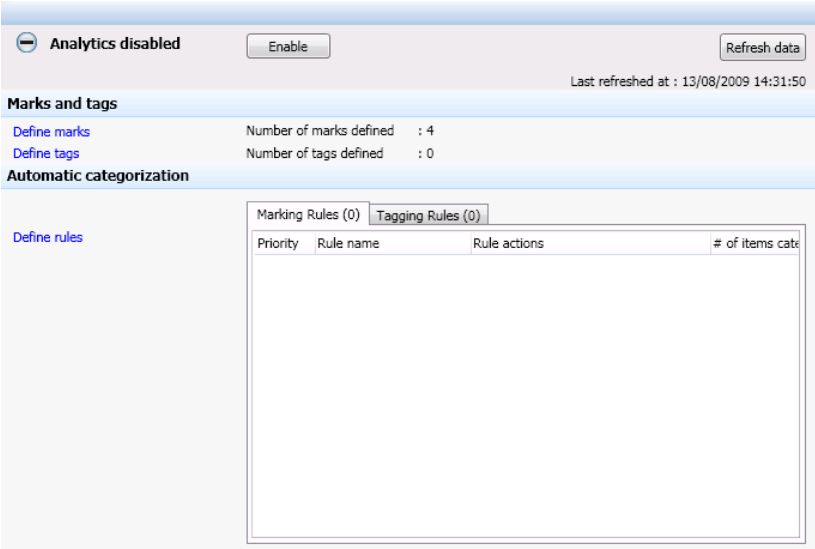 Analytics disabled Enable Refresh data
Last refreshed at : 13/08/2009 14:31:50
Marks and tags
Define marks Number of marks defined : 4
Define tags Number of tags defined : 0
Automatic categorization
Marking Rules (0) Tagging Rules (0)
Define rules
Priority Rule name Rule actions # of items cate